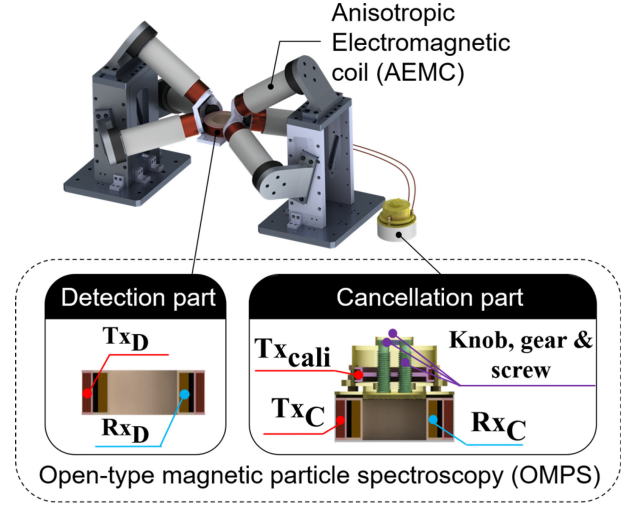 Anisotropic
Electromagnetic
coil (AEMC)
Detection part
TxD
RxD
Cancellation part
Txcali
Knob, gear &
screw
TxC
RxC
Open-type magnetic particle spectroscopy (OMPS)